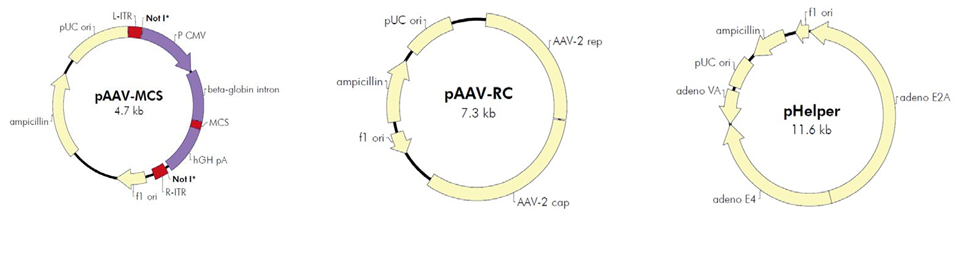 L-ITR
Not I*
pUC ori
P CMV
pAAV-MCS
4.7 kb
beta-globin intron
ampicillin
MCS
hGH pA
Not I*
R-ITR
f1 ori
pUC ori
AAV-2 rep
ampicillin
pAAV-RC
7.3 kb
f1 ori
AAV-2 cap
f1 ori
ampicillin
pUC ori
adeno VA
adeno E2A
pHelper
11.6 kb
adeno E4